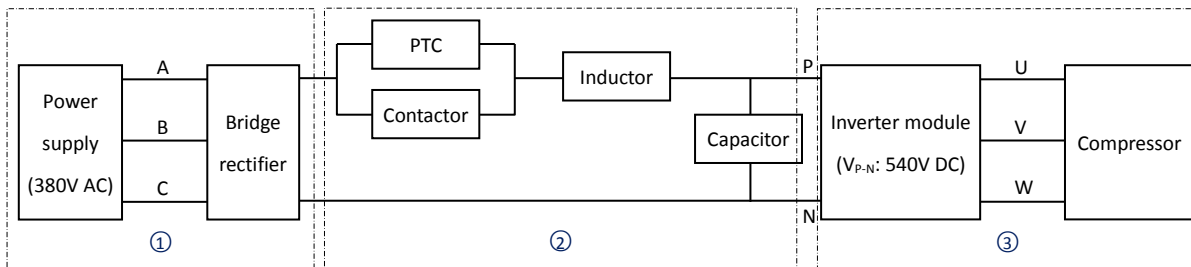 Power
supply
(380V AC)
A
B
C
Bridge
rectifier
PTC
Contactor
Inductor
Capacitor
P
N
Inverter module
(VP-N: 540V DC)
U
V
W
Compressor
①
②
③